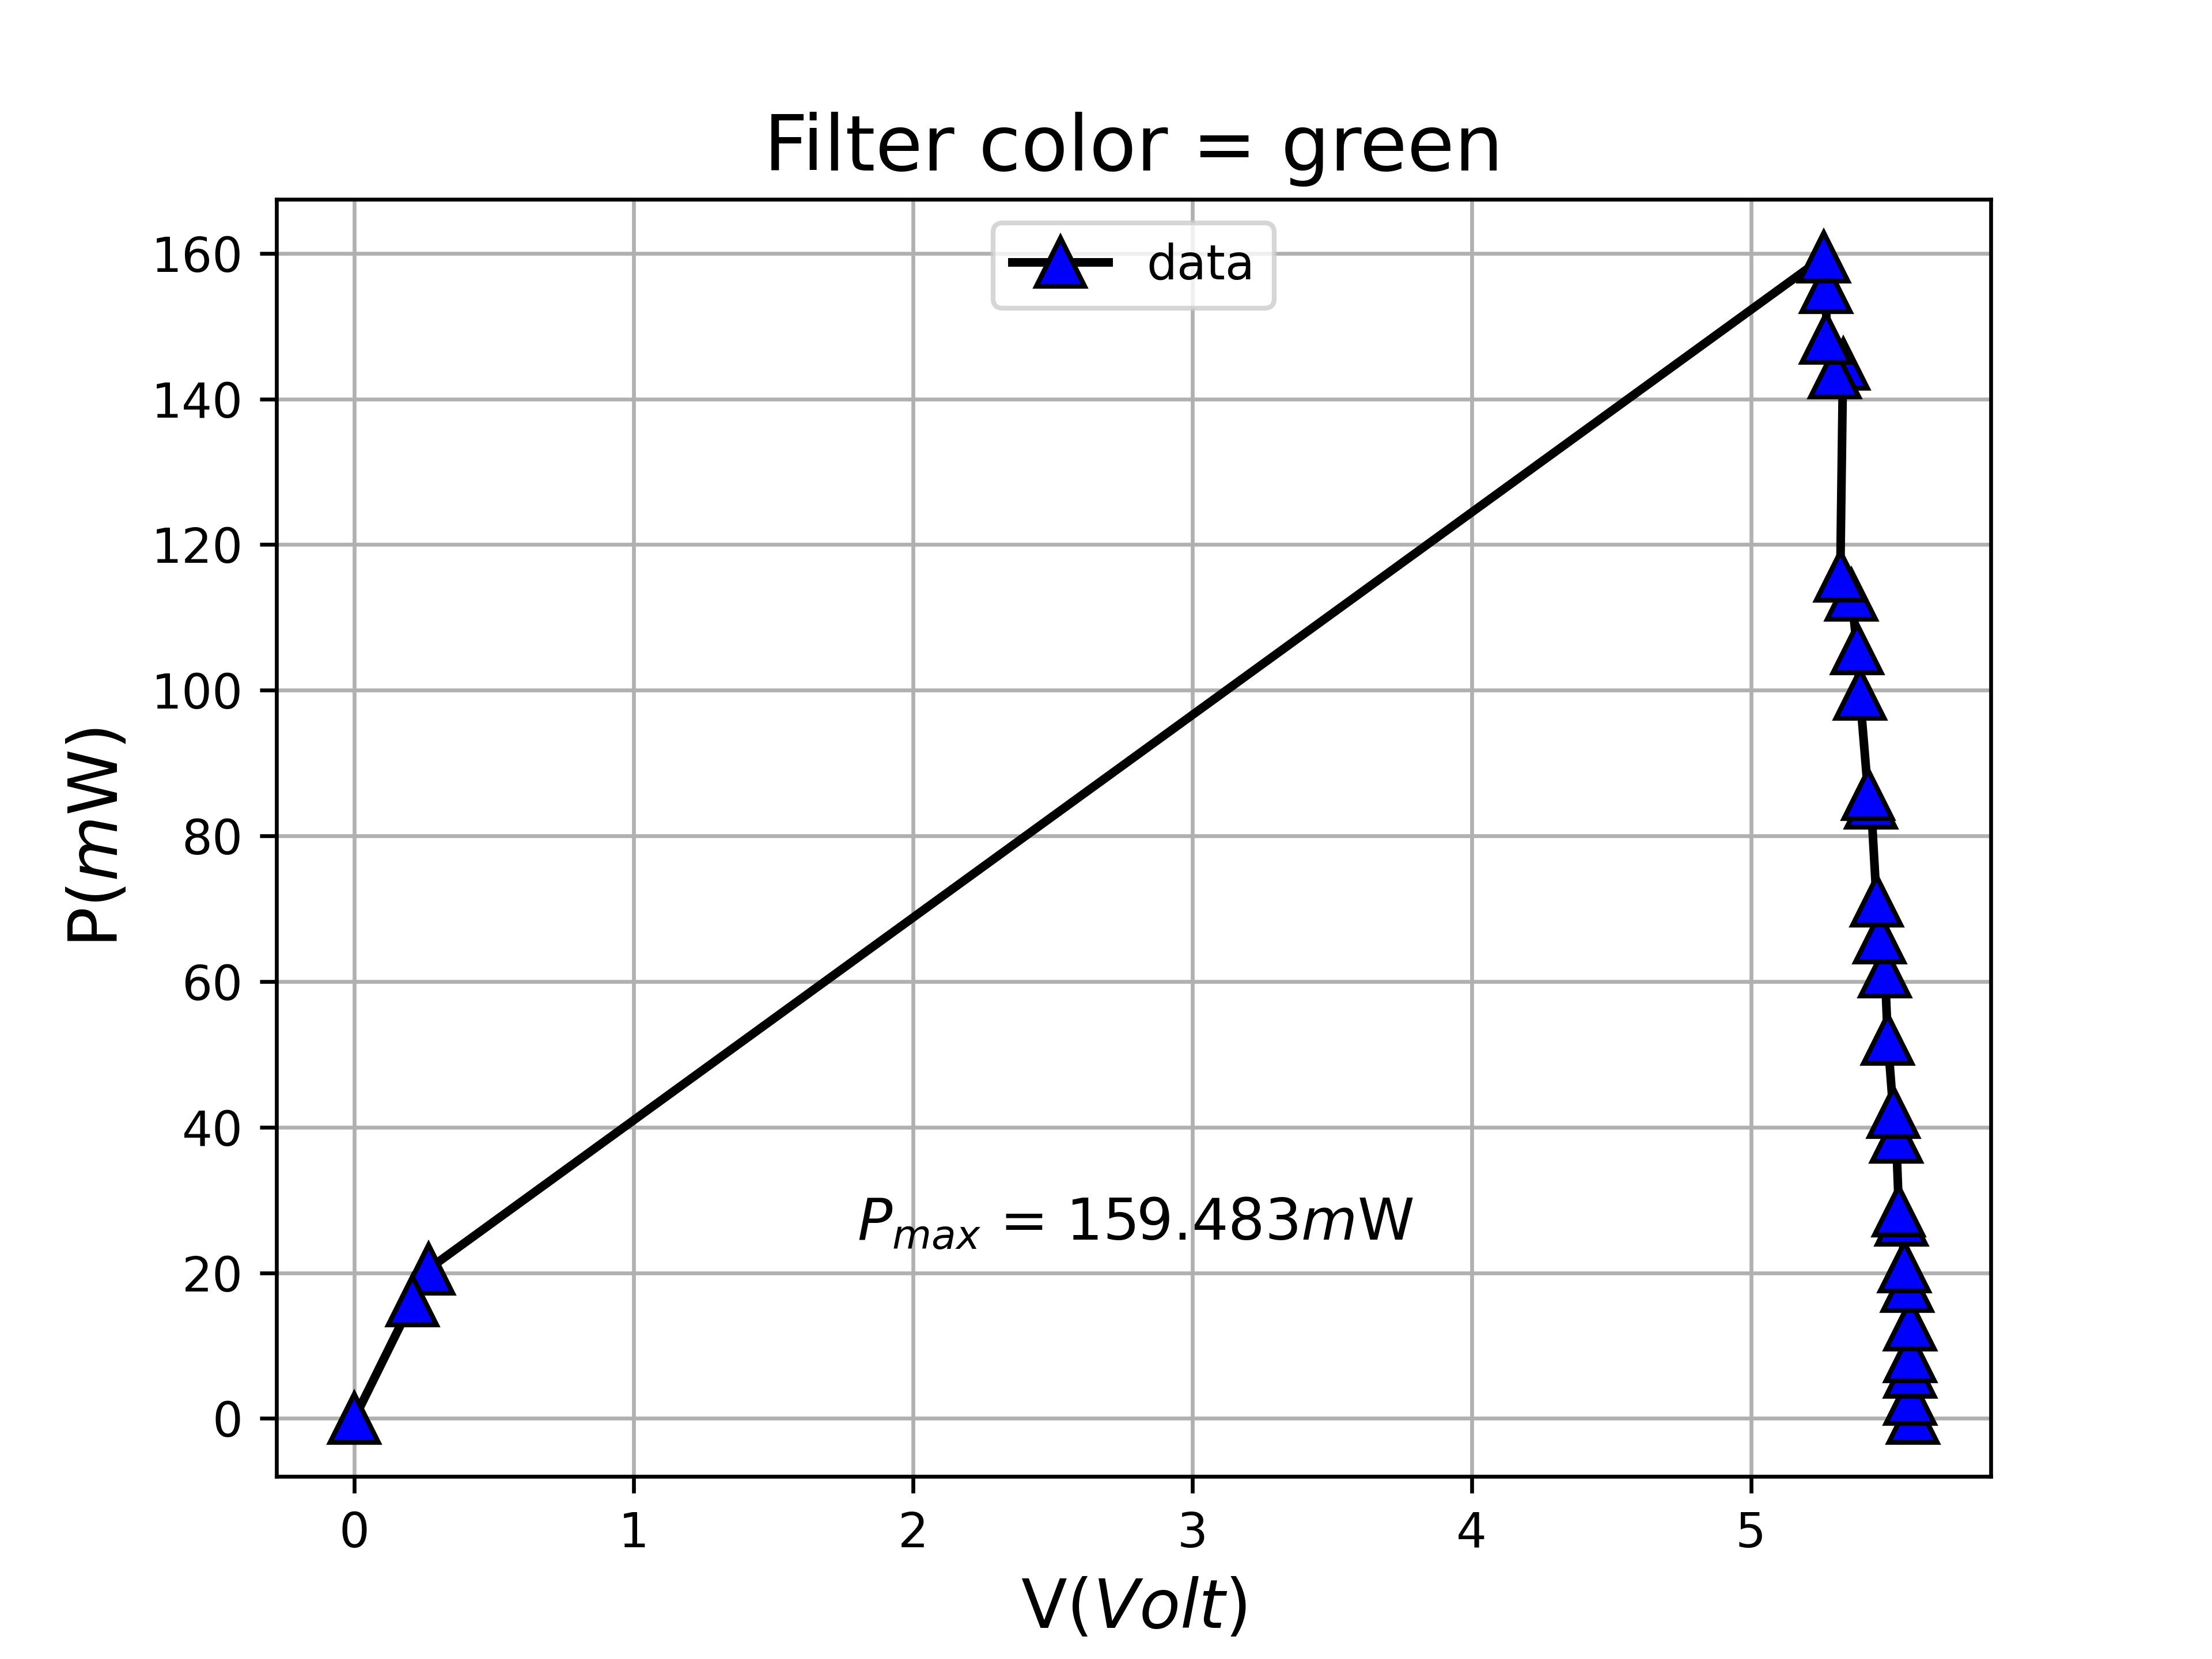 Filter color = green
data
160
140
120
100
80
60
40
20
0
P(mW)
P_max = 159.483mW
0 1 2 3 4 5
V(Volt)